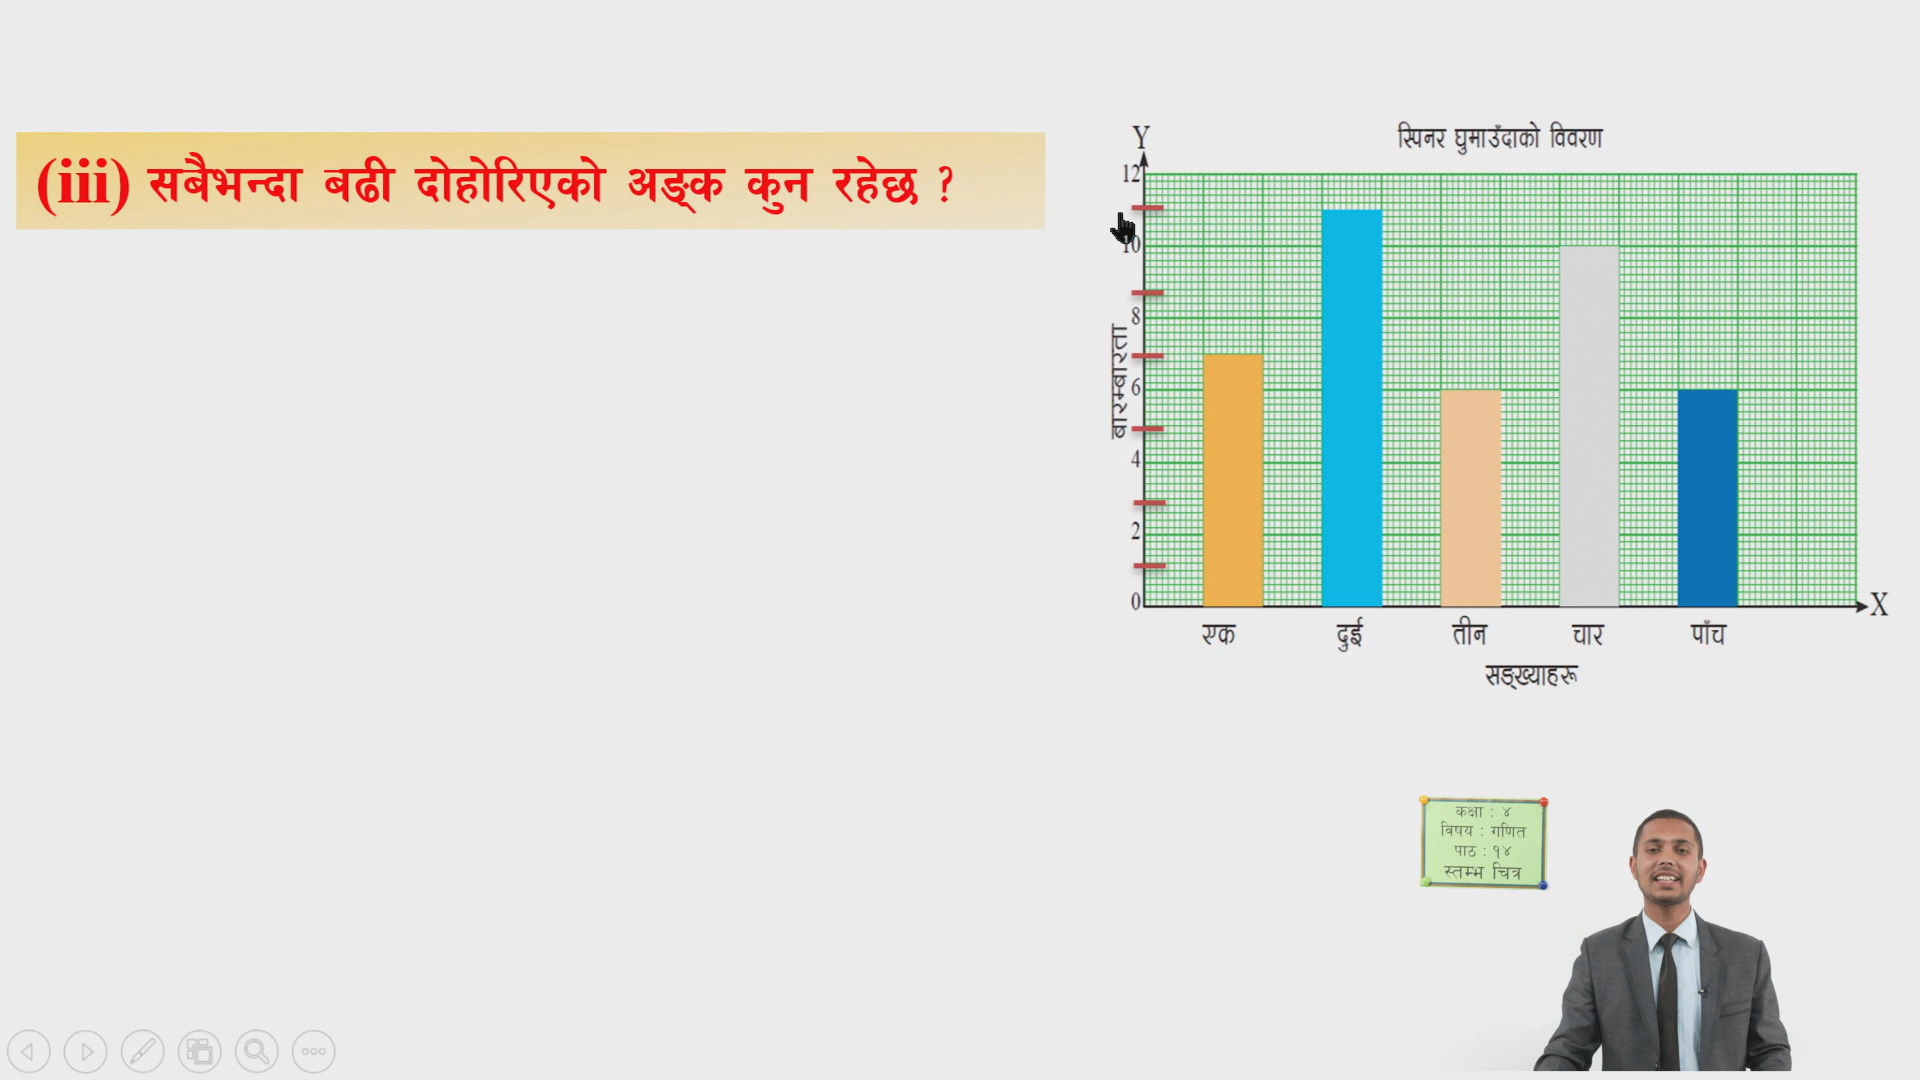 (iii) सबैभन्दा बढी दोहोरिएको अङ्क कुन रहेछ ?
स्पिनर घुमाउँदाको विवरण
Y
12
10
8
6
4
2
0
बारम्बारता
X
एक दुई तीन चार पाँच
सङ्ख्याहरू
कक्षा : ४
विषय : गणित
पाठ : १४
स्तम्भ चित्र